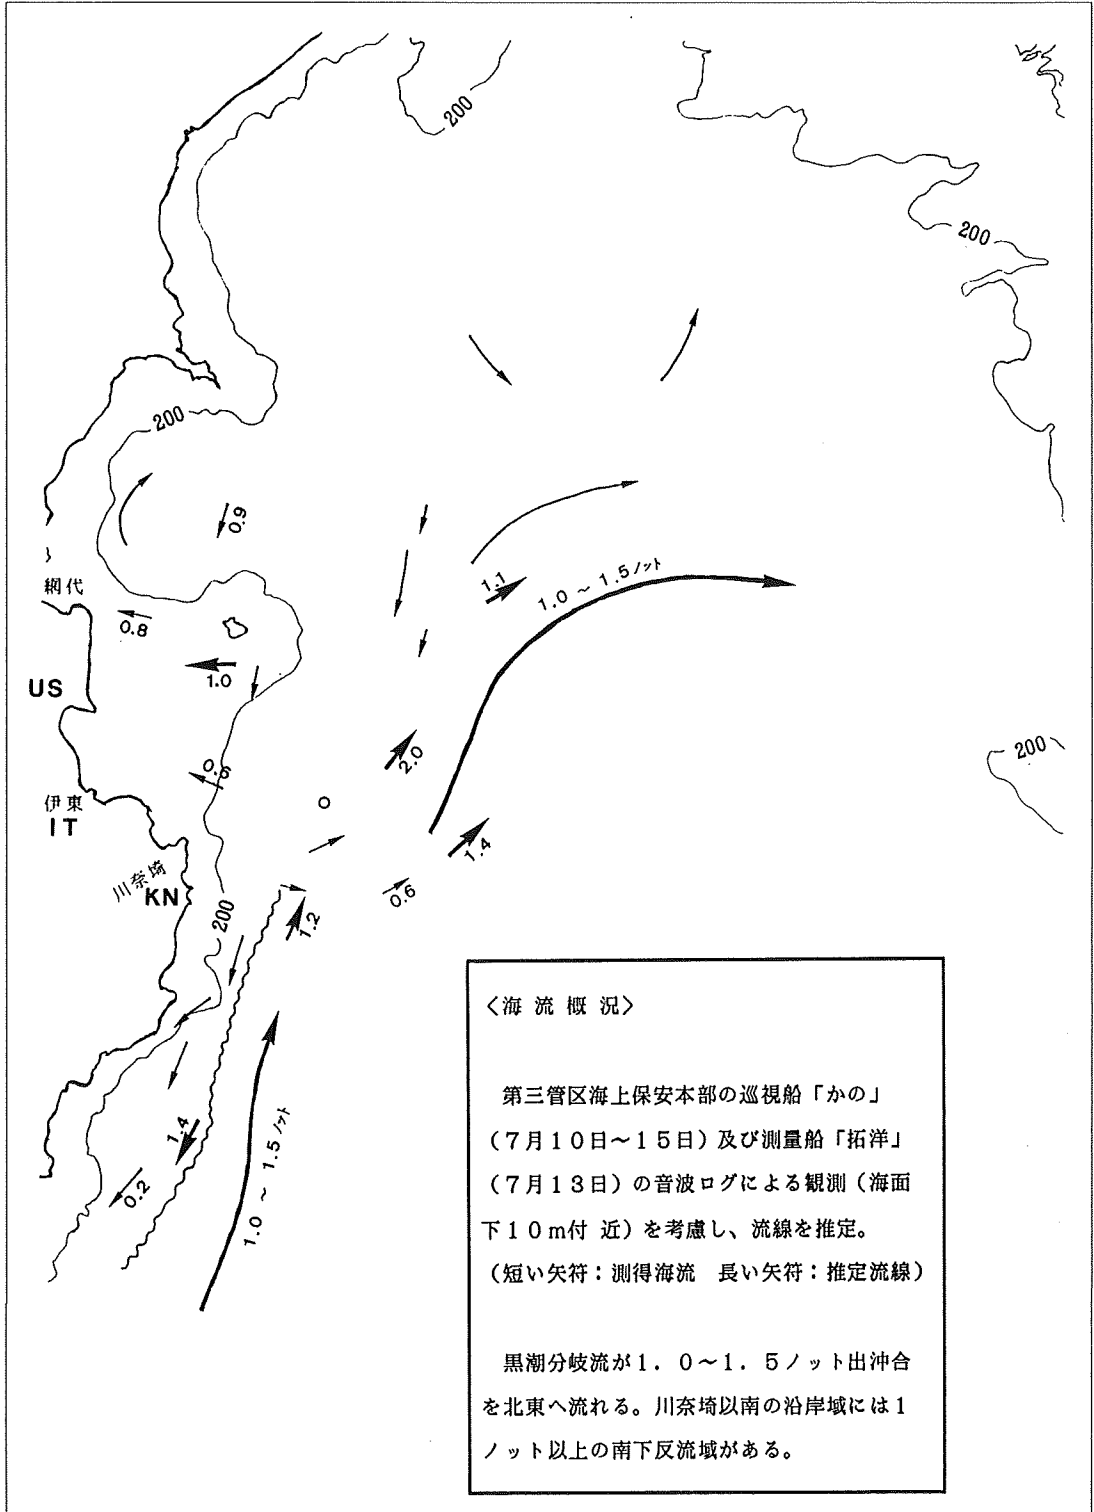 200
200
200
0.9
網代
1.1
1.0 ～ 1.5ノット
0.8
1.0
US
200
2.0
0.6
伊東
IT
1.4
川奈埼
KN
0.6
200
1.2
〈海 流 概 況〉
第三管区海上保安本部の巡視船「かの」
（７月１０日～１５日）及び測量船「拓洋」
（７月１３日）の音波ログによる観測（海面
下１０ｍ付 近）を考慮し、流線を推定。
（短い矢符：測得海流　長い矢符：推定流線）
黒潮分岐流が１．０～１．５ノット出沖合
を北東へ流れる。川奈埼以南の沿岸域には１
ノット以上の南下反流域がある。
1.4
0.2
1.0 ～ 1.5ノット